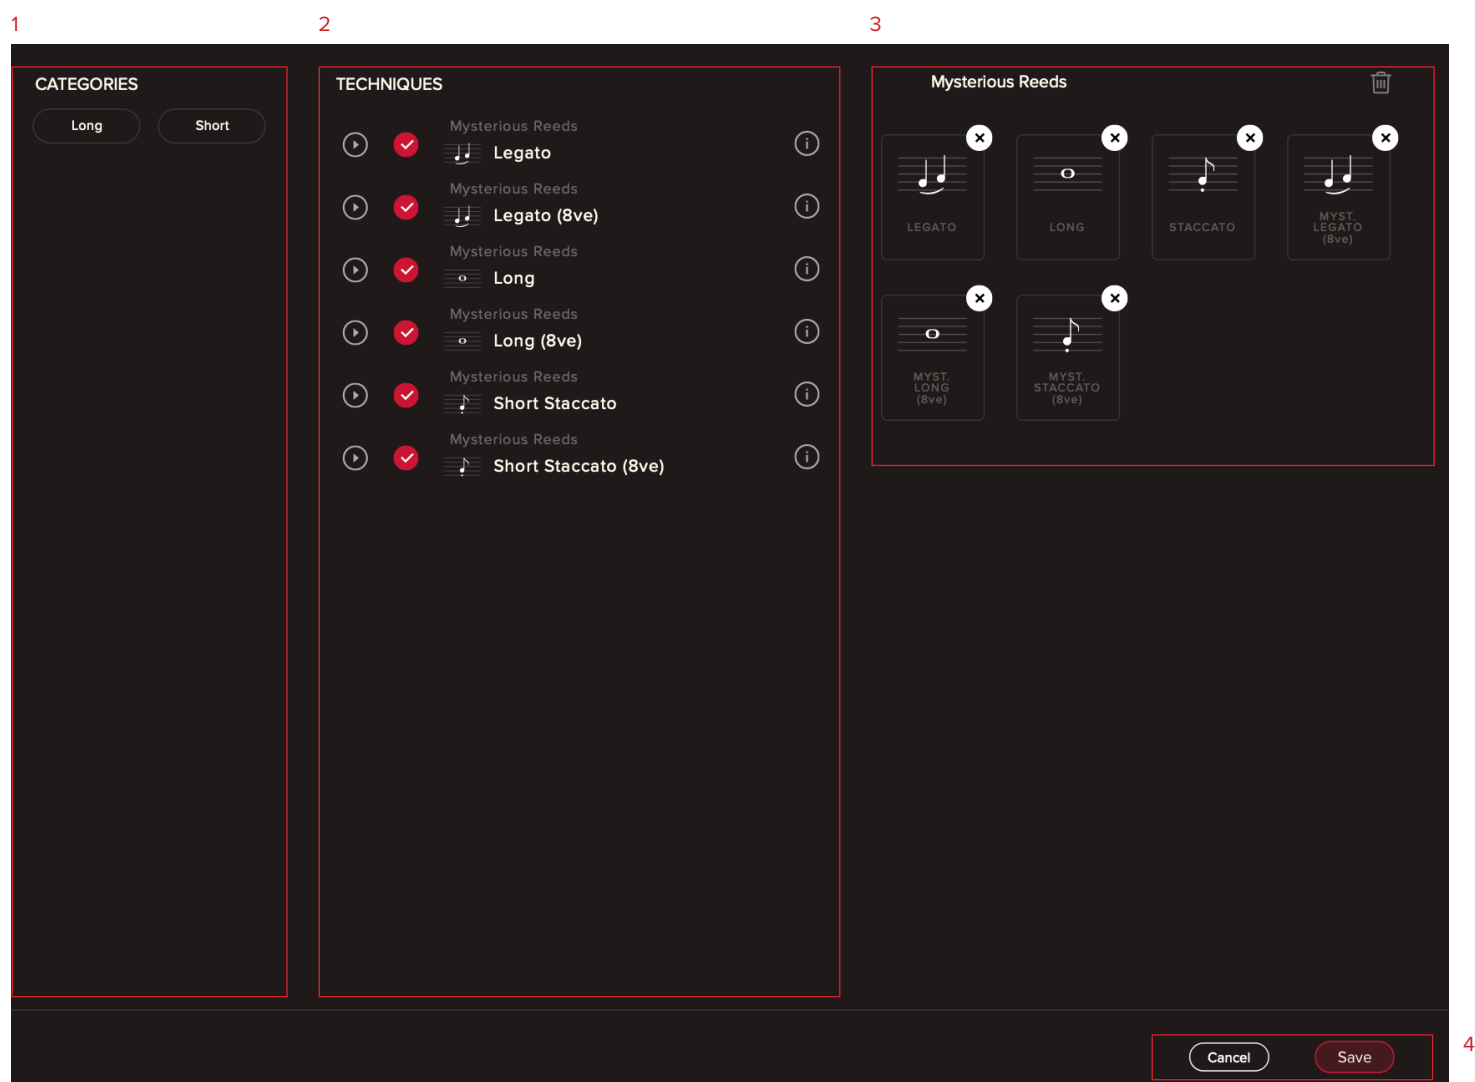 1
2
3
CATEGORIES
Long
Short
TECHNIQUES
Mysterious Reeds
Legato
Mysterious Reeds
Legato (8ve)
Mysterious Reeds
Long
Mysterious Reeds
Long (8ve)
Mysterious Reeds
Short Staccato
Mysterious Reeds
Short Staccato (8ve)
Mysterious Reeds
LEGATO
LONG
STACCATO
MYST.
LEGATO
(8ve)
MYST.
LONG
(8ve)
MYST.
STACCATO
(8ve)
Cancel
Save
4